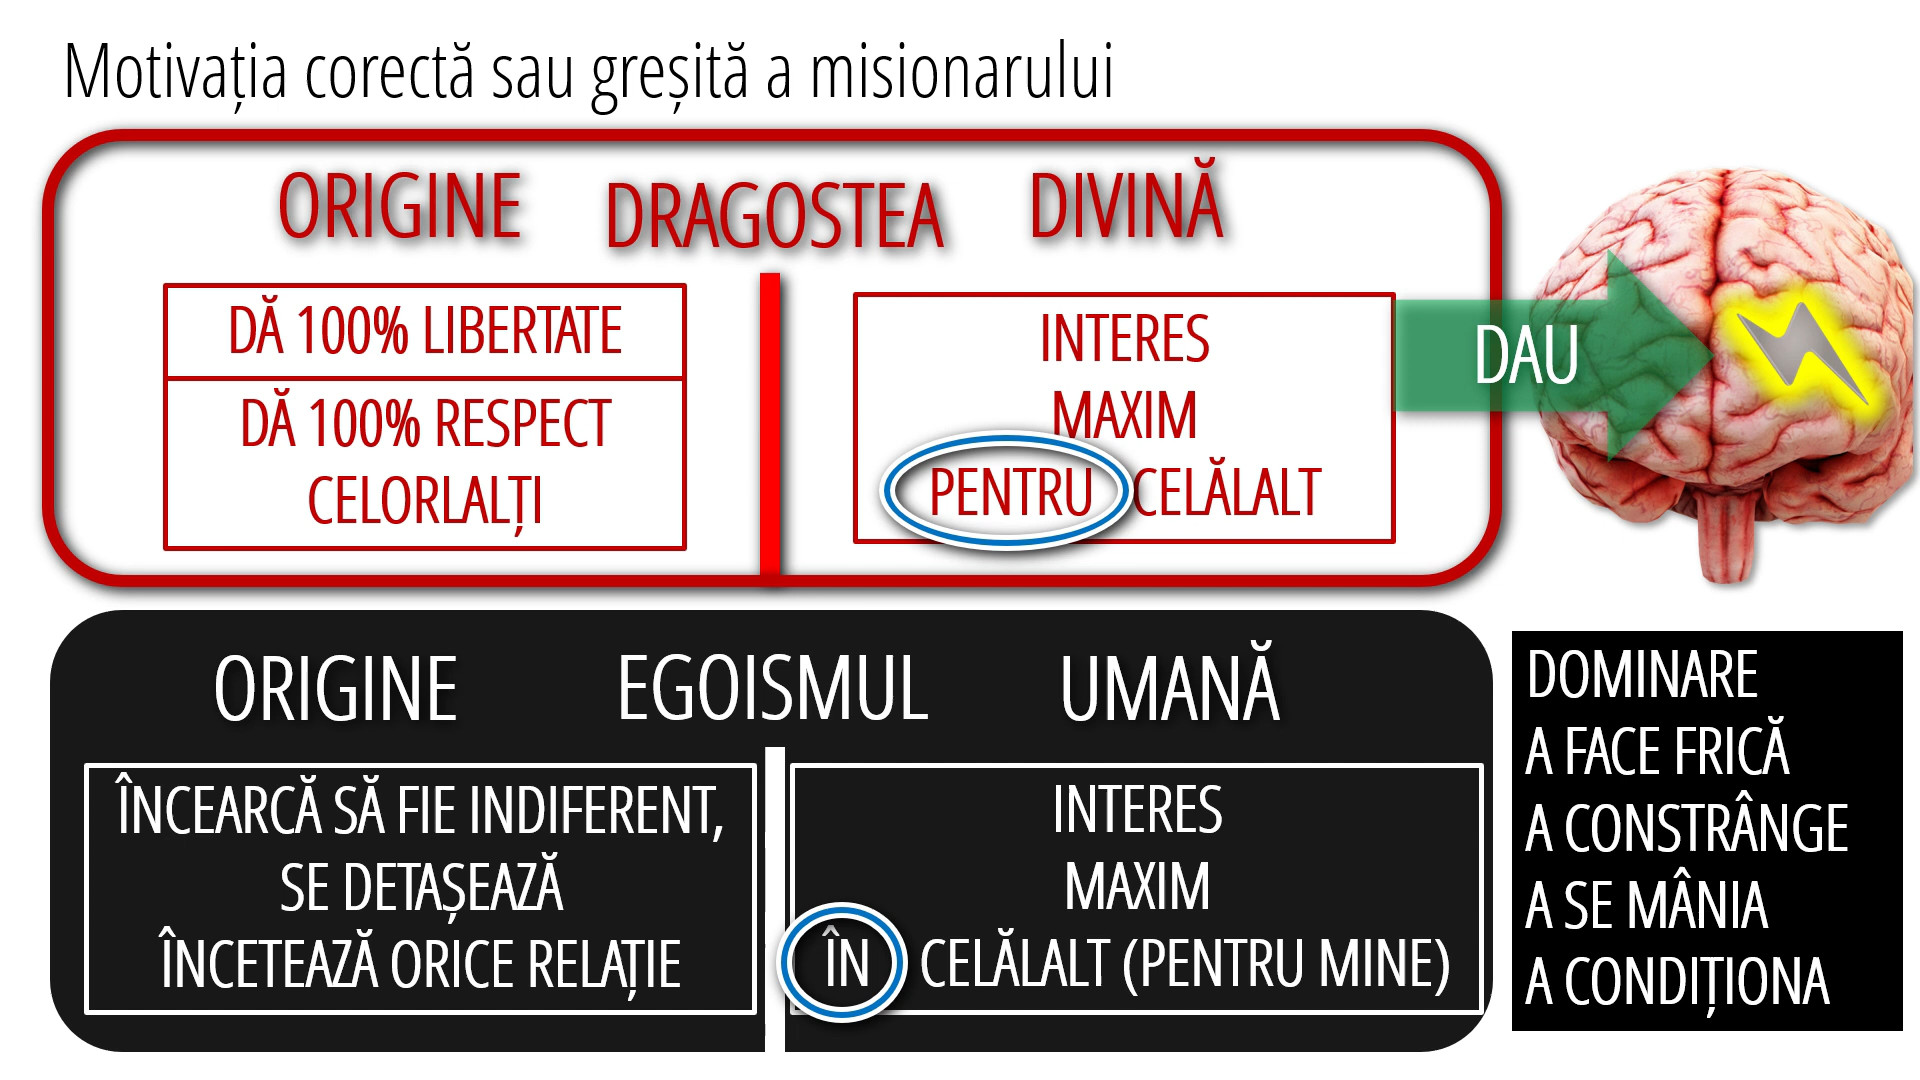 Motivația corectă sau greșită a misionarului
ORIGINE DRAGOSTEA DIVINĂ
DĂ 100% LIBERTATE
DĂ 100% RESPECT
CELORLALȚI
INTERES
MAXIM
PENTRU CELĂLALT
DAU
ORIGINE EGOISMUL UMANĂ
ÎNCEARCĂ SĂ FIE INDIFERENT,
SE DETAȘEAZĂ
ÎNCETEAZĂ ORICE RELAȚIE
INTERES
MAXIM
ÎN CELĂLALT (PENTRU MINE)
DOMINARE
A FACE FRICĂ
A CONSTRÂNGE
A SE MÂNIA
A CONDIȚIONA